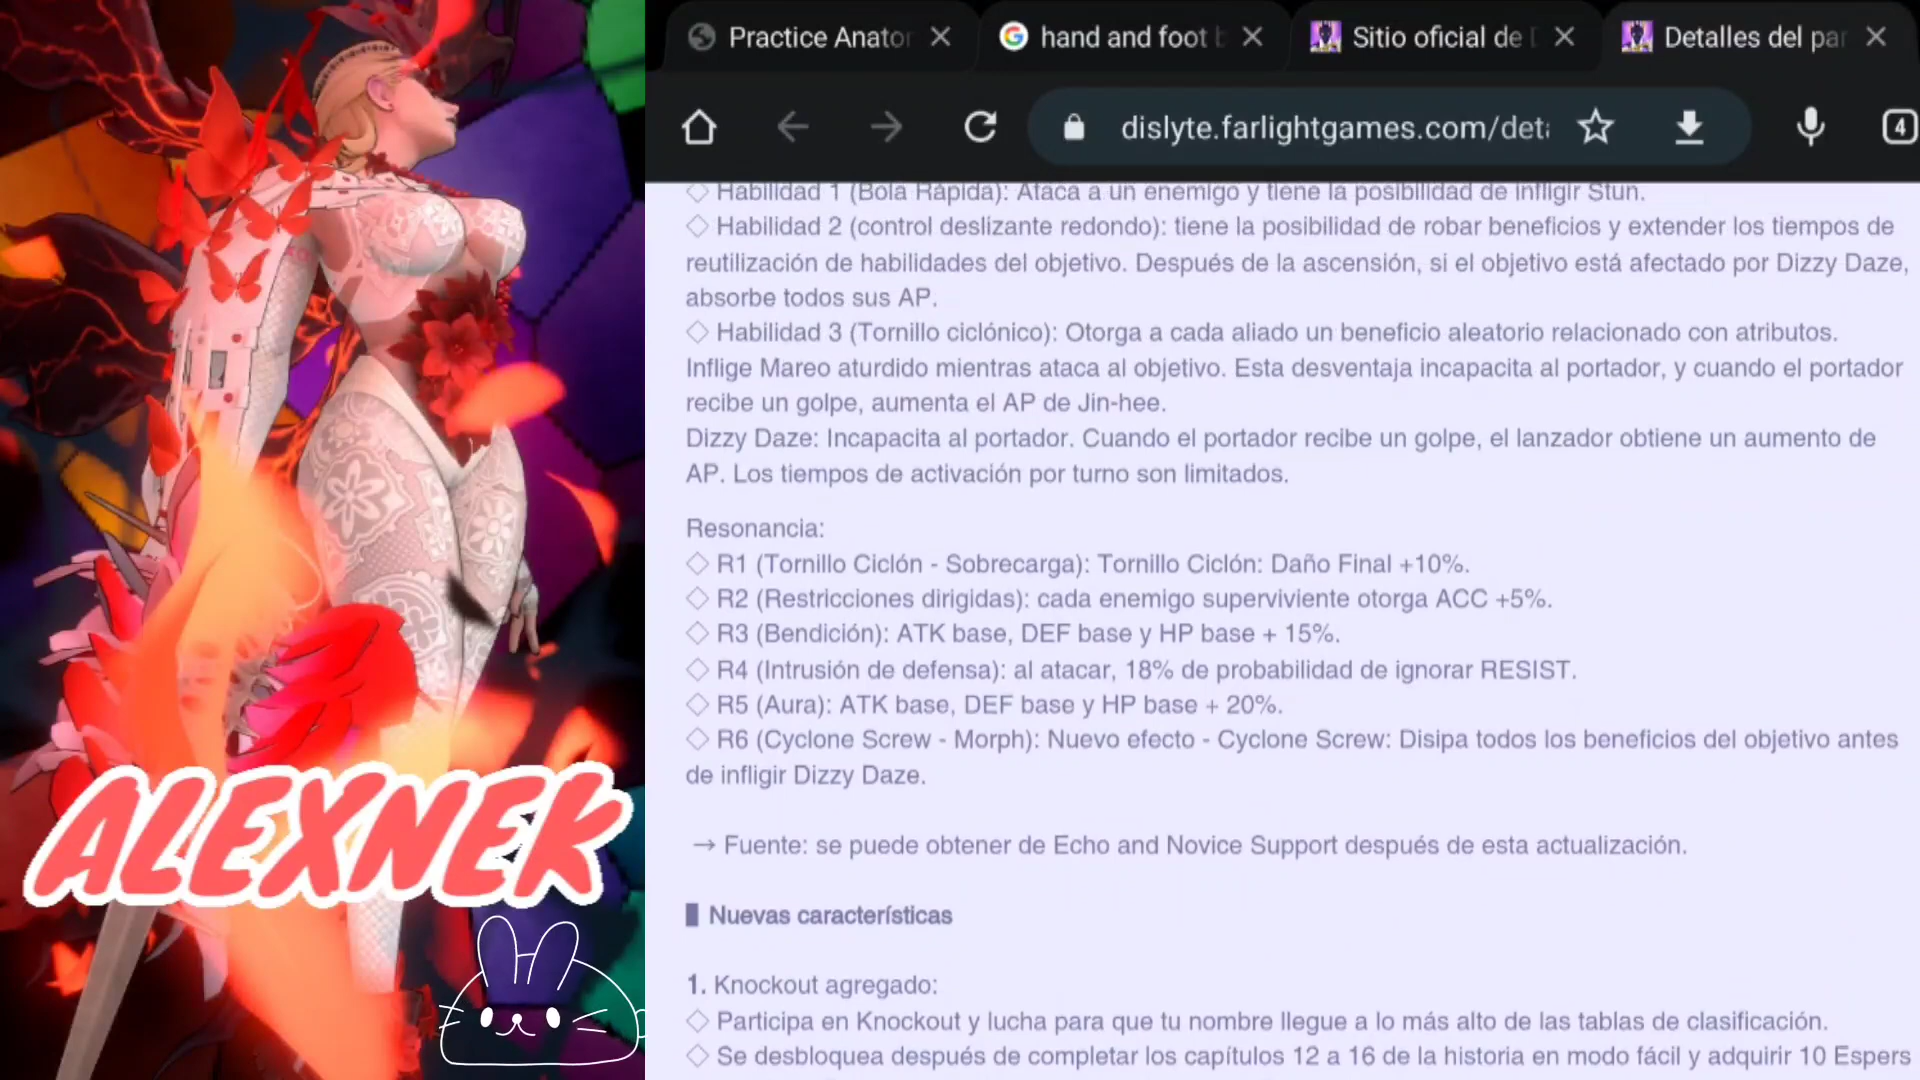 Practice Anator
hand and foot
Sitio oficial de
Detalles del par
dislyte.farlightgames.com/deta
4
◇ Habilidad 1 (Bola Rápida): Ataca a un enemigo y tiene la posibilidad de infligir Stun.
◇ Habilidad 2 (control deslizante redondo): tiene la posibilidad de robar beneficios y extender los tiempos de
reutilización de habilidades del objetivo. Después de la ascensión, si el objetivo está afectado por Dizzy Daze,
absorbe todos sus AP.
◇ Habilidad 3 (Tornillo ciclónico): Otorga a cada aliado un beneficio aleatorio relacionado con atributos.
Inflige Mareo aturdido mientras ataca al objetivo. Esta desventaja incapacita al portador, y cuando el portador
recibe un golpe, aumenta el AP de Jin-hee.
Dizzy Daze: Incapacita al portador. Cuando el portador recibe un golpe, el lanzador obtiene un aumento de
AP. Los tiempos de activación por turno son limitados.
Resonancia:
◇ R1 (Tornillo Ciclón - Sobrecarga): Tornillo Ciclón: Daño Final +10%.
◇ R2 (Restricciones dirigidas): cada enemigo superviviente otorga ACC +5%.
◇ R3 (Bendición): ATK base, DEF base y HP base + 15%.
◇ R4 (Intrusión de defensa): al atacar, 18% de probabilidad de ignorar RESIST.
◇ R5 (Aura): ATK base, DEF base y HP base + 20%.
◇ R6 (Cyclone Screw - Morph): Nuevo efecto - Cyclone Screw: Disipa todos los beneficios del objetivo antes
de infligir Dizzy Daze.
→ Fuente: se puede obtener de Echo and Novice Support después de esta actualización.
Nuevas características
1. Knockout agregado:
◇ Participa en Knockout y lucha para que tu nombre llegue a lo más alto de las tablas de clasificación.
◇ Se desbloquea después de completar los capítulos 12 a 16 de la historia en modo fácil y adquirir 10 Espers
ALEXNEK